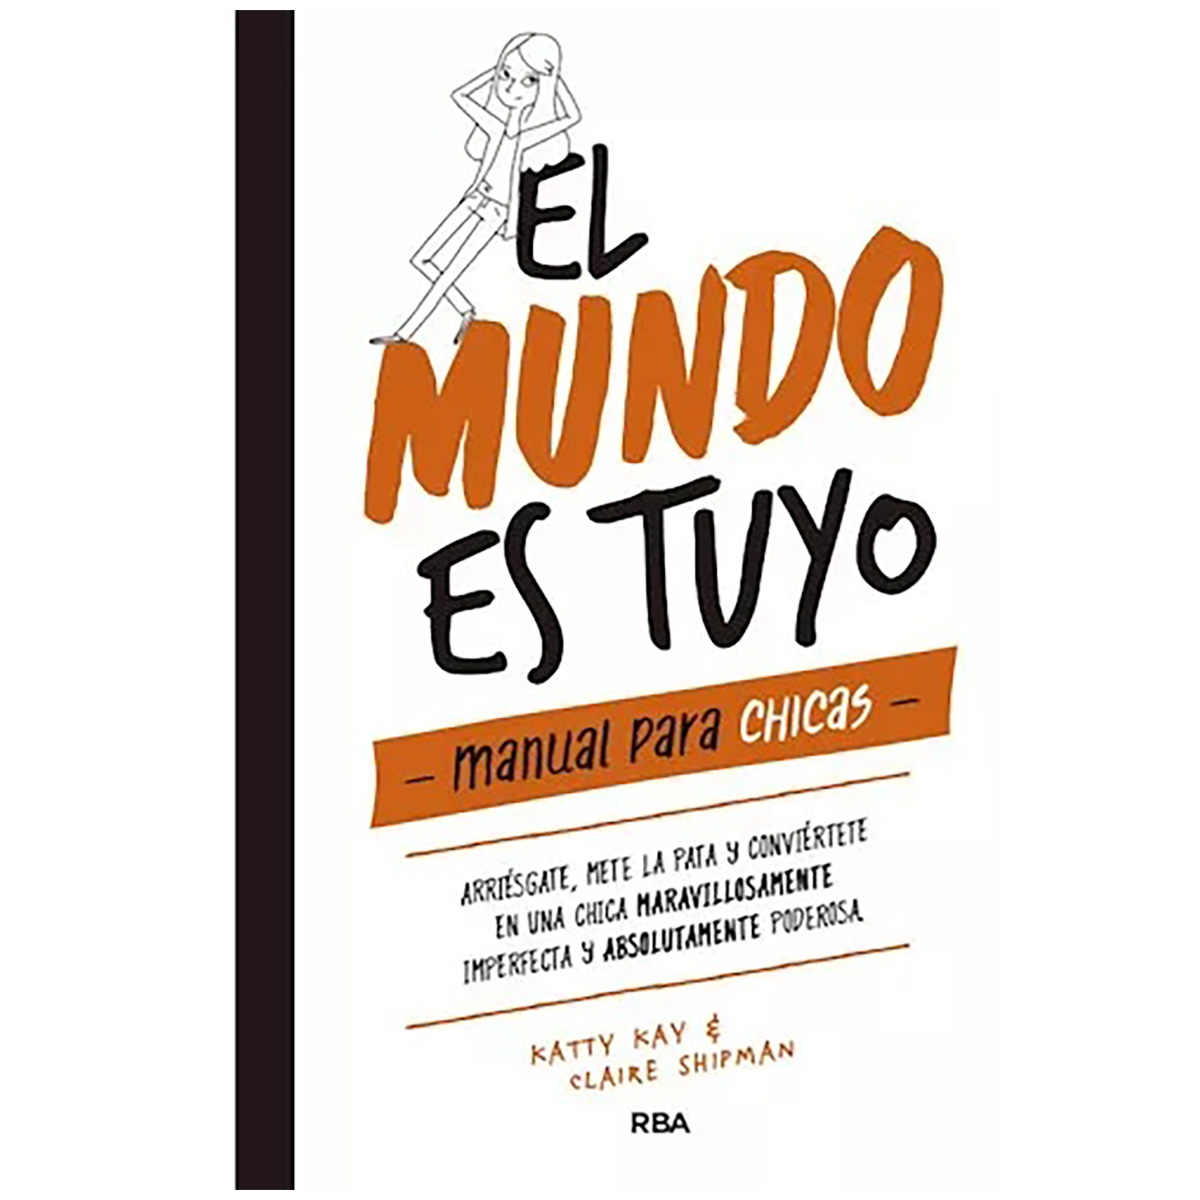 EL
MUNDO
ES TUYO
– manual para CHICAS –
ARRIÉSGATE, METE LA PATA Y CONVIÉRTETE
EN UNA CHICA MARAVILLOSAMENTE
IMPERFECTA Y ABSOLUTAMENTE PODEROSA
KATTY KAY &
CLAIRE SHIPMAN
RBA